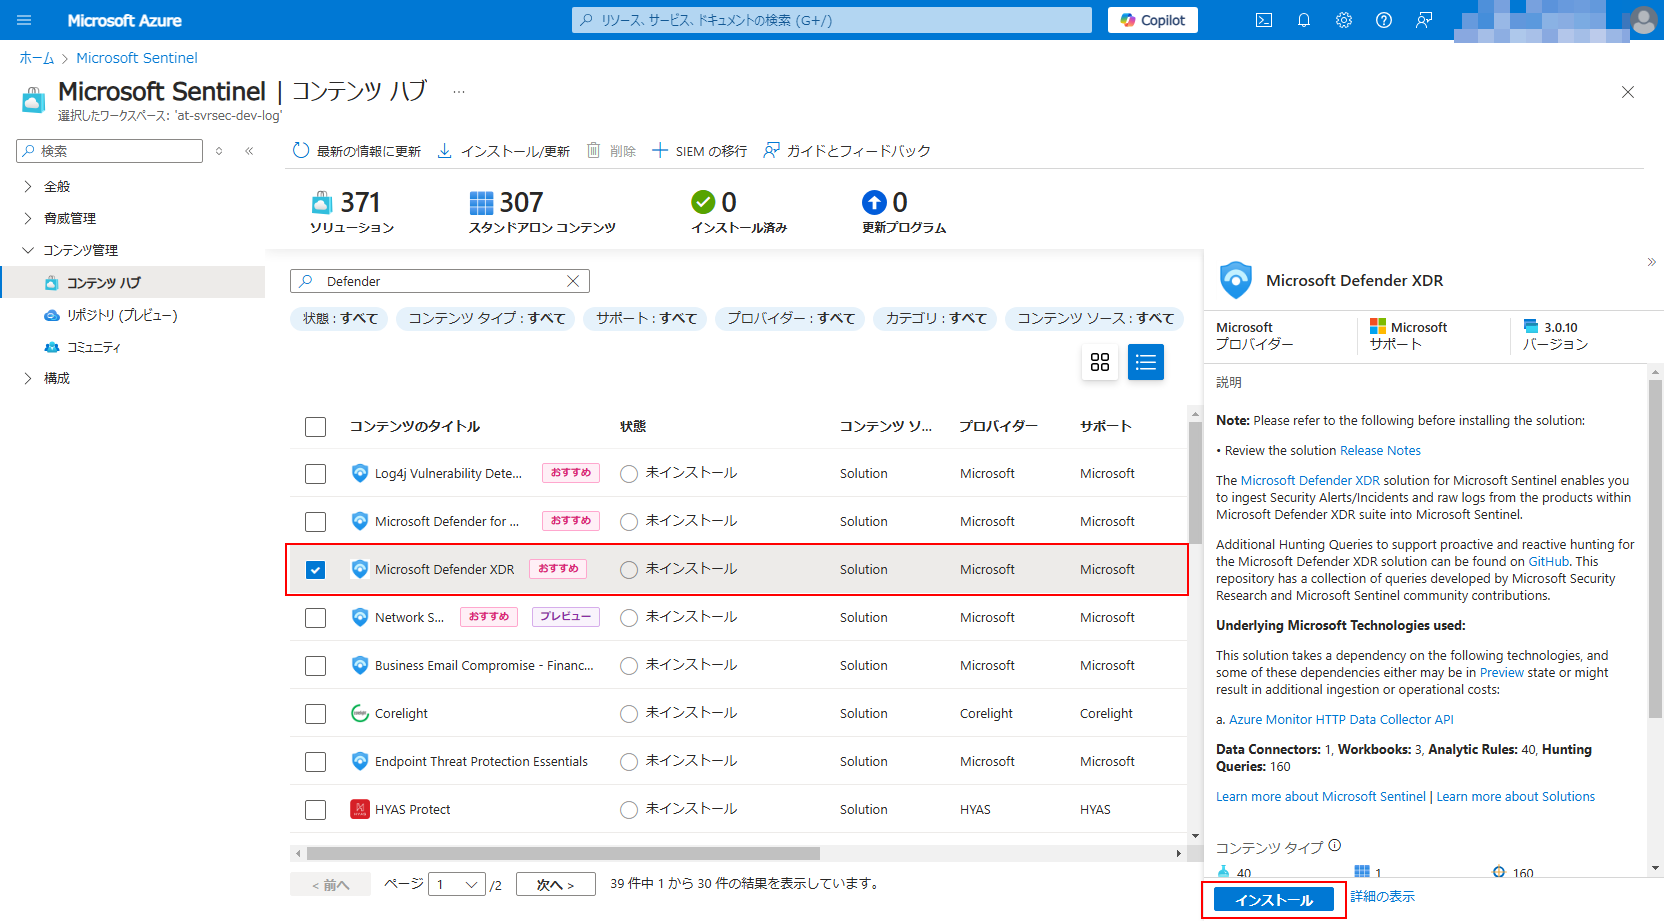 Microsoft Azure
リソース、サービス、ドキュメントの検索 (G+/)
Copilot
ホーム > Microsoft Sentinel
Microsoft Sentinel | コンテンツ ハブ …
選択したワークスペース: 'at-svrsec-dev-log'
検索
全般
脅威管理
コンテンツ管理
コンテンツ ハブ
リポジトリ (プレビュー)
コミュニティ
構成
最新の情報に更新 インストール/更新 削除 SIEM の移行 ガイドとフィードバック
371
ソリューション
307
スタンドアロン コンテンツ
0
インストール済み
0
更新プログラム
Defender
状態 : すべて コンテンツ タイプ : すべて サポート : すべて プロバイダー : すべて カテゴリ : すべて コンテンツ ソース : すべて
コンテンツのタイトル 状態 コンテンツ ソ... プロバイダー サポート
Log4j Vulnerability Dete... おすすめ 未インストール Solution Microsoft Microsoft
Microsoft Defender for ... おすすめ 未インストール Solution Microsoft Microsoft
Microsoft Defender XDR おすすめ 未インストール Solution Microsoft Microsoft
Network S... おすすめ プレビュー 未インストール Solution Microsoft Microsoft
Business Email Compromise - Financ... 未インストール Solution Microsoft Microsoft
Corelight 未インストール Solution Corelight Corelight
Endpoint Threat Protection Essentials 未インストール Solution Microsoft Microsoft
HYAS Protect 未インストール Solution HYAS HYAS
< 前へ ページ 1 /2 次へ > 39 件中 1 から 30 件の結果を表示しています。
Microsoft Defender XDR
Microsoft
プロバイダー
Microsoft
サポート
3.0.10
バージョン
説明
Note: Please refer to the following before installing the solution:
• Review the solution Release Notes
The Microsoft Defender XDR solution for Microsoft Sentinel enables you
to ingest Security Alerts/Incidents and raw logs from the products within
Microsoft Defender XDR suite into Microsoft Sentinel.
Additional Hunting Queries to support proactive and reactive hunting for
the Microsoft Defender XDR solution can be found on GitHub. This
repository has a collection of queries developed by Microsoft Security
Research and Microsoft Sentinel community contributions.
Underlying Microsoft Technologies used:
This solution takes a dependency on the following technologies, and
some of these dependencies either may be in Preview state or might
result in additional ingestion or operational costs:
a. Azure Monitor HTTP Data Collector API
Data Connectors: 1, Workbooks: 3, Analytic Rules: 40, Hunting
Queries: 160
Learn more about Microsoft Sentinel | Learn more about Solutions
コンテンツ タイプ
40 1 160
インストール 詳細の表示